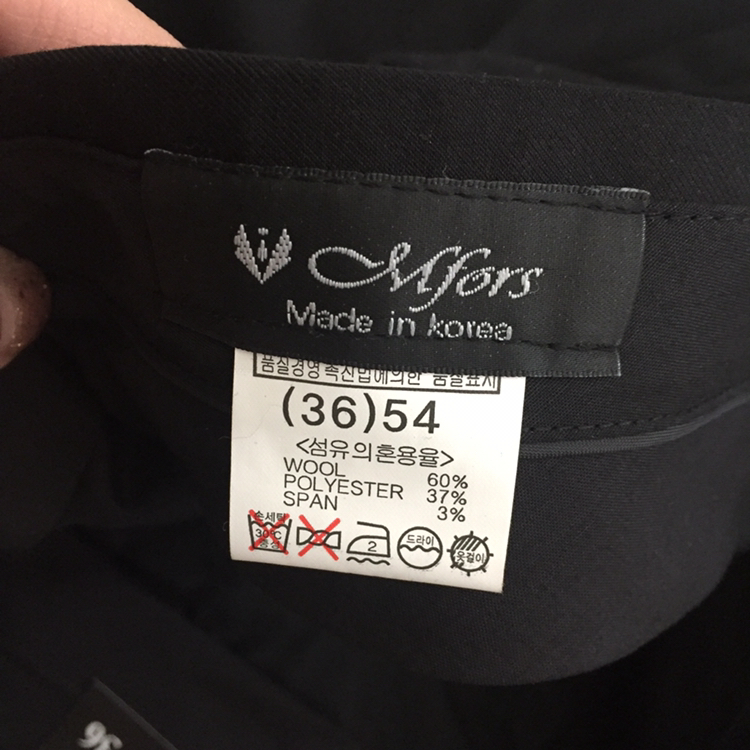 Mfors
Made in korea
품질경영 촉진법에의한 품질표시
(36)54
<섬유의혼용율>
WOOL 60%
POLYESTER 37%
SPAN 3%
손세탁
30°C
중성
2
드라이
옷걸이